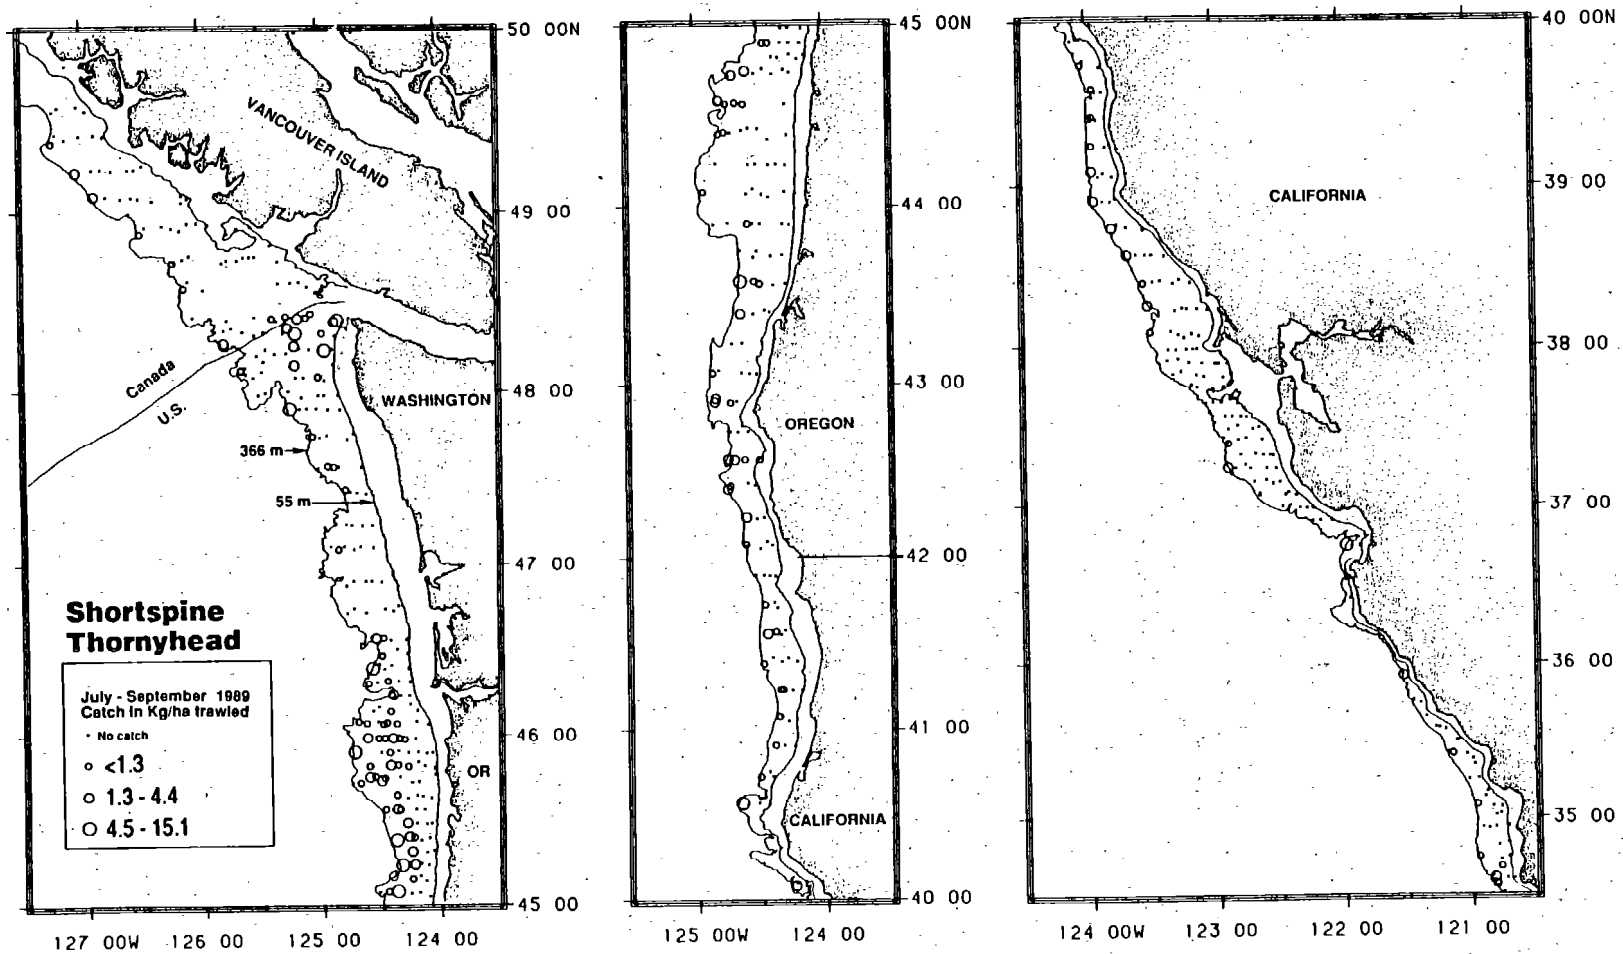 50 00N
VANCOUVER ISLAND
49 00
Canada
U.S.
48 00
WASHINGTON
366 m
55 m
47 00
Shortspine
Thornyhead
July - September 1989
Catch in Kg/ha trawled
• No catch
<1.3
1.3 - 4.4
4.5 - 15.1
46 00
OR
45 00
127 00W 126 00 125 00 124 00
45 00N
44 00
43 00
OREGON
42 00
41 00
CALIFORNIA
40 00
125 00W 124 00
40 00N
39 00
CALIFORNIA
38 00
37 00
36 00
35 00
124 00W 123 00 122 00 121 00